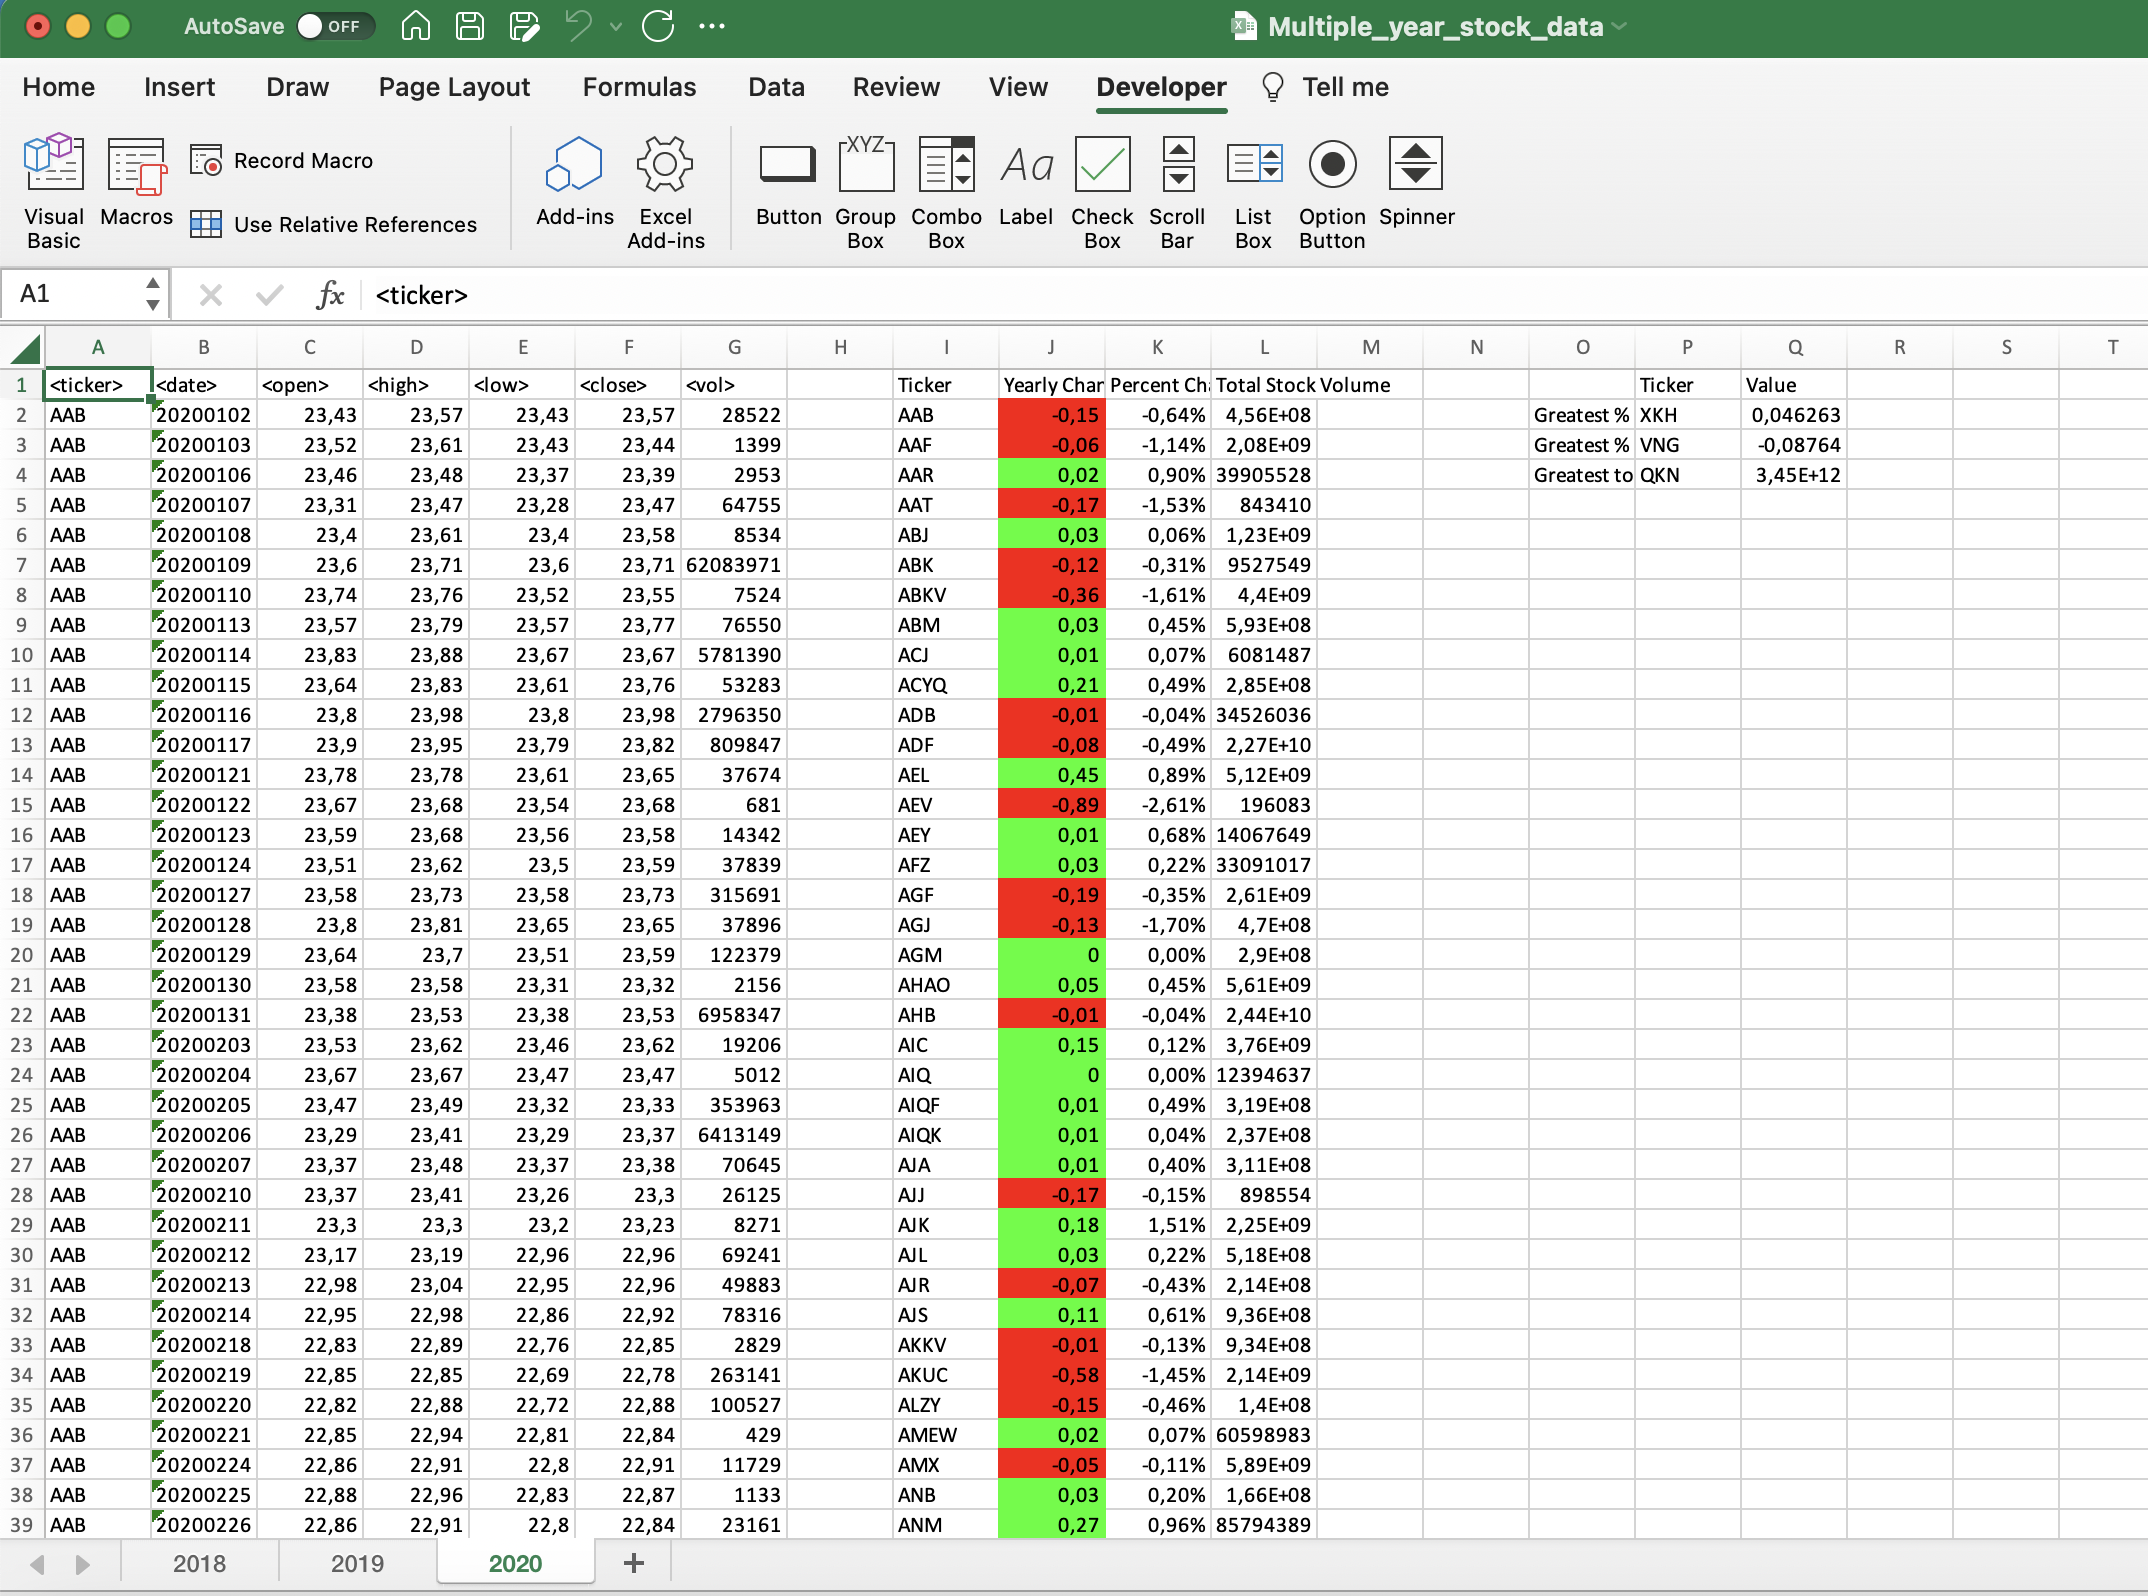 AutoSave OFF Multiple_year_stock_data
Home Insert Draw Page Layout Formulas Data Review View Developer Tell me
Visual Basic Macros Record Macro Use Relative References Add-ins Excel Add-ins Button XYZ Group Box Combo Box Aa Label Check Box Scroll Bar List Box Option Button Spinner
A1 fx <ticker>
A B C D E F G H I J K L M N O P Q R S T
1 <ticker> <date> <open> <high> <low> <close> <vol> Ticker Yearly Char Percent Ch Total Stock Volume Ticker Value
2 AAB 20200102 23,43 23,57 23,43 23,57 28522 AAB -0,15 -0,64% 4,56E+08 Greatest % XKH 0,046263
3 AAB 20200103 23,52 23,61 23,43 23,44 1399 AAF -0,06 -1,14% 2,08E+09 Greatest % VNG -0,08764
4 AAB 20200106 23,46 23,48 23,37 23,39 2953 AAR 0,02 0,90% 39905528 Greatest to QKN 3,45E+12
5 AAB 20200107 23,31 23,47 23,28 23,47 64755 AAT -0,17 -1,53% 843410
6 AAB 20200108 23,4 23,61 23,4 23,58 8534 ABJ 0,03 0,06% 1,23E+09
7 AAB 20200109 23,6 23,71 23,6 23,71 62083971 ABK -0,12 -0,31% 9527549
8 AAB 20200110 23,74 23,76 23,52 23,55 7524 ABKV -0,36 -1,61% 4,4E+09
9 AAB 20200113 23,57 23,79 23,57 23,77 76550 ABM 0,03 0,45% 5,93E+08
10 AAB 20200114 23,83 23,88 23,67 23,67 5781390 ACJ 0,01 0,07% 6081487
11 AAB 20200115 23,64 23,83 23,61 23,76 53283 ACYQ 0,21 0,49% 2,85E+08
12 AAB 20200116 23,8 23,98 23,8 23,98 2796350 ADB -0,01 -0,04% 34526036
13 AAB 20200117 23,9 23,95 23,79 23,82 809847 ADF -0,08 -0,49% 2,27E+10
14 AAB 20200121 23,78 23,78 23,61 23,65 37674 AEL 0,45 0,89% 5,12E+09
15 AAB 20200122 23,67 23,68 23,54 23,68 681 AEV -0,89 -2,61% 196083
16 AAB 20200123 23,59 23,68 23,56 23,58 14342 AEY 0,01 0,68% 14067649
17 AAB 20200124 23,51 23,62 23,5 23,59 37839 AFZ 0,03 0,22% 33091017
18 AAB 20200127 23,58 23,73 23,58 23,73 315691 AGF -0,19 -0,35% 2,61E+09
19 AAB 20200128 23,8 23,81 23,65 23,65 37896 AGJ -0,13 -1,70% 4,7E+08
20 AAB 20200129 23,64 23,7 23,51 23,59 122379 AGM 0 0,00% 2,9E+08
21 AAB 20200130 23,58 23,58 23,31 23,32 2156 AHAO 0,05 0,45% 5,61E+09
22 AAB 20200131 23,38 23,53 23,38 23,53 6958347 AHB -0,01 -0,04% 2,44E+10
23 AAB 20200203 23,53 23,62 23,46 23,62 19206 AIC 0,15 0,12% 3,76E+09
24 AAB 20200204 23,67 23,67 23,47 23,47 5012 AIQ 0 0,00% 12394637
25 AAB 20200205 23,47 23,49 23,32 23,33 353963 AIQF 0,01 0,49% 3,19E+08
26 AAB 20200206 23,29 23,41 23,29 23,37 6413149 AIQK 0,01 0,04% 2,37E+08
27 AAB 20200207 23,37 23,48 23,37 23,38 70645 AJA 0,01 0,40% 3,11E+08
28 AAB 20200210 23,37 23,41 23,26 23,3 26125 AJJ -0,17 -0,15% 898554
29 AAB 20200211 23,3 23,3 23,2 23,23 8271 AJK 0,18 1,51% 2,25E+09
30 AAB 20200212 23,17 23,19 22,96 22,96 69241 AJL 0,03 0,22% 5,18E+08
31 AAB 20200213 22,98 23,04 22,95 22,96 49883 AJR -0,07 -0,43% 2,14E+08
32 AAB 20200214 22,95 22,98 22,86 22,92 78316 AJS 0,11 0,61% 9,36E+08
33 AAB 20200218 22,83 22,89 22,76 22,85 2829 AKKV -0,01 -0,13% 9,34E+08
34 AAB 20200219 22,85 22,85 22,69 22,78 263141 AKUC -0,58 -1,45% 2,14E+09
35 AAB 20200220 22,82 22,88 22,72 22,88 100527 ALZY -0,15 -0,46% 1,4E+08
36 AAB 20200221 22,85 22,94 22,81 22,84 429 AMEW 0,02 0,07% 60598983
37 AAB 20200224 22,86 22,91 22,8 22,91 11729 AMX -0,05 -0,11% 5,89E+09
38 AAB 20200225 22,88 22,96 22,83 22,87 1133 ANB 0,03 0,20% 1,66E+08
39 AAB 20200226 22,86 22,91 22,8 22,84 23161 ANM 0,27 0,96% 85794389
2018 2019 2020 +